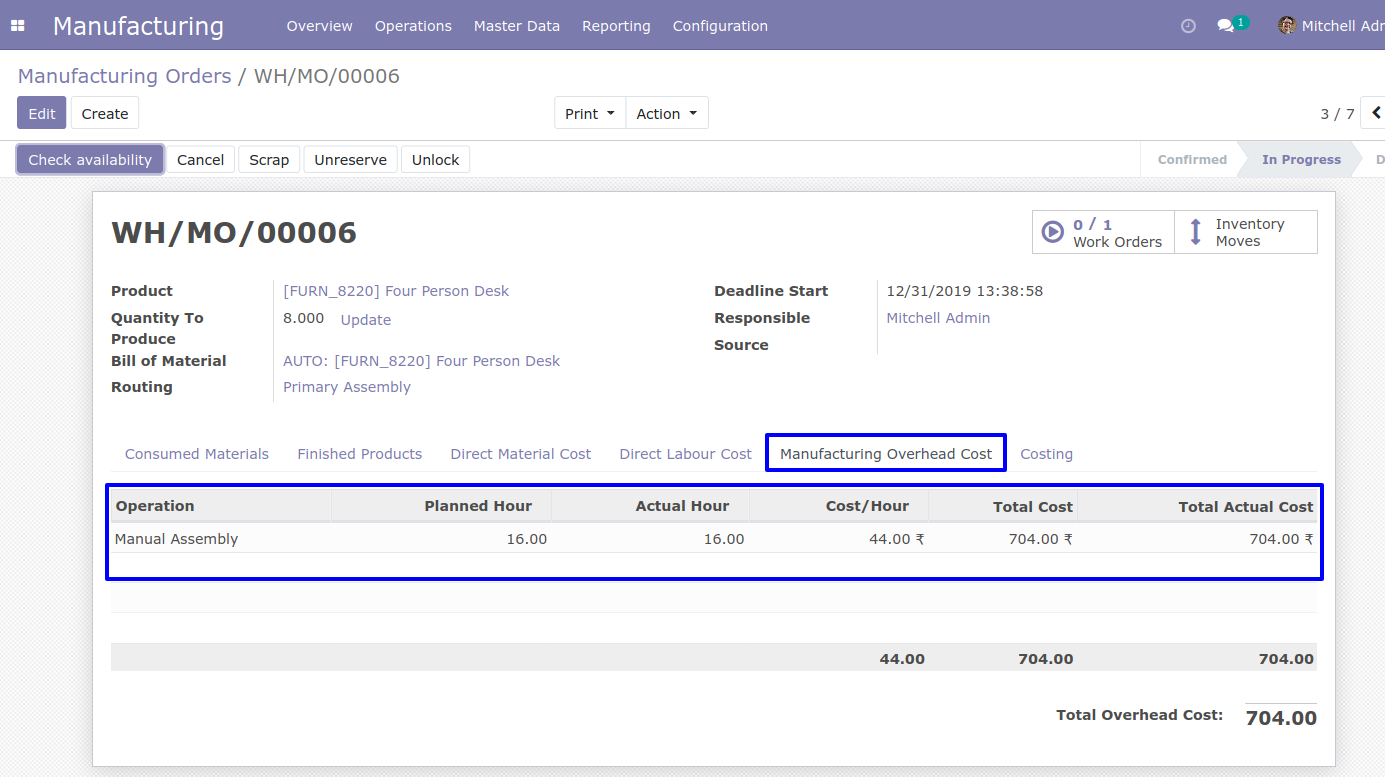 Manufacturing Overview Operations Master Data Reporting Configuration 1 Mitchell Adr
Manufacturing Orders / WH/MO/00006
Edit Create Print Action 3 / 7
Check availability Cancel Scrap Unreserve Unlock Confirmed In Progress D
WH/MO/00006
0 / 1
Work Orders
Inventory
Moves
Product [FURN_8220] Four Person Desk
Quantity To
Produce
8.000 Update
Bill of Material AUTO: [FURN_8220] Four Person Desk
Routing Primary Assembly
Deadline Start 12/31/2019 13:38:58
Responsible Mitchell Admin
Source
Consumed Materials Finished Products Direct Material Cost Direct Labour Cost Manufacturing Overhead Cost Costing
Operation Planned Hour Actual Hour Cost/Hour Total Cost Total Actual Cost
Manual Assembly 16.00 16.00 44.00 ₹ 704.00 ₹ 704.00 ₹
44.00 704.00 704.00
Total Overhead Cost: 704.00